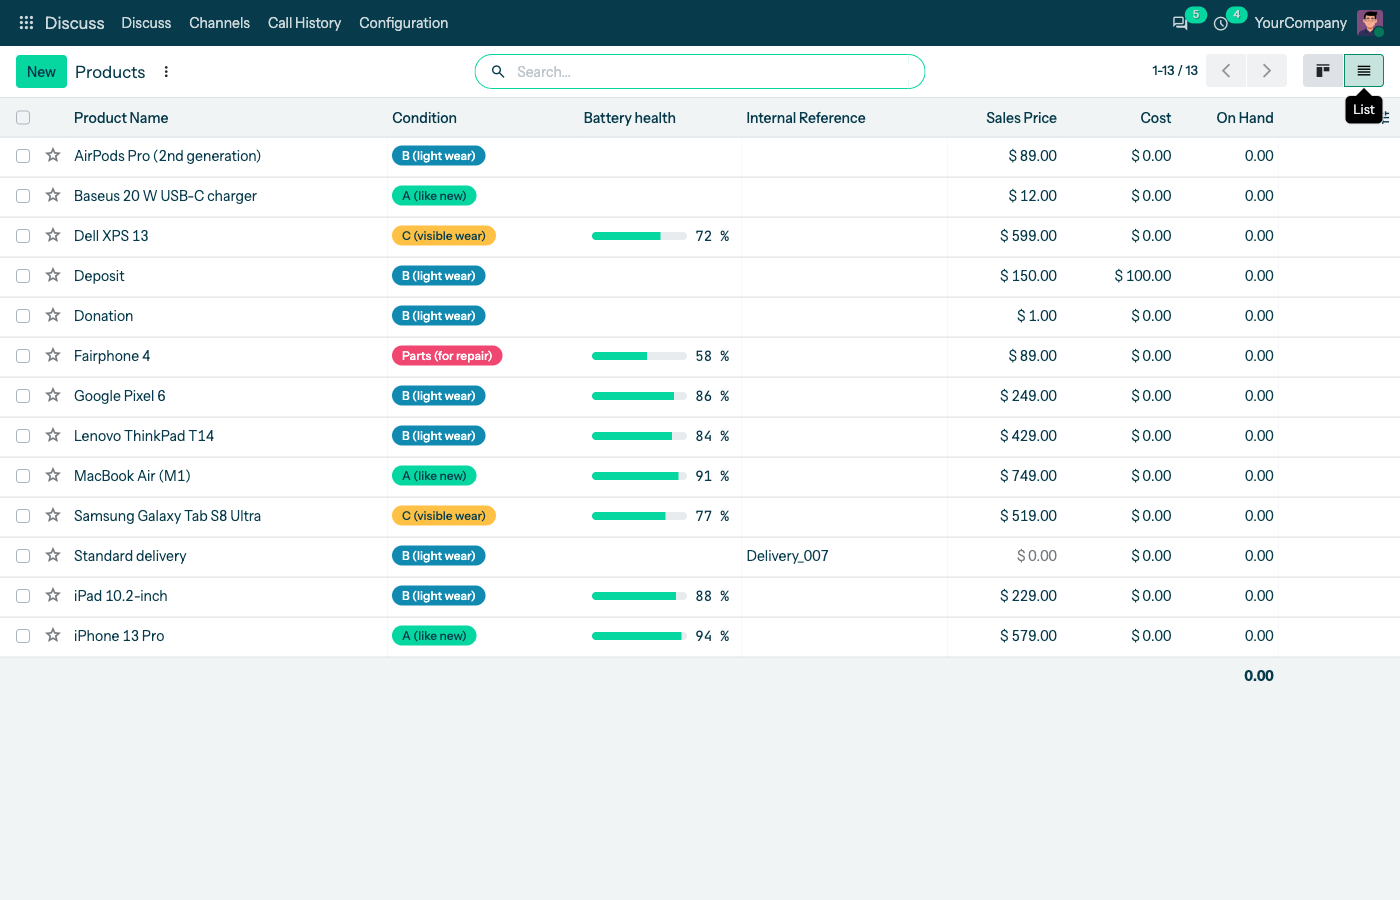 Discuss Discuss Channels Call History Configuration 5 4 YourCompany
New Products Search... 1-13 / 13
List
Product Name Condition Battery health Internal Reference Sales Price Cost On Hand
AirPods Pro (2nd generation) B (light wear) $ 89.00 $ 0.00 0.00
Baseus 20 W USB-C charger A (like new) $ 12.00 $ 0.00 0.00
Dell XPS 13 C (visible wear) 72 % $ 599.00 $ 0.00 0.00
Deposit B (light wear) $ 150.00 $ 100.00 0.00
Donation B (light wear) $ 1.00 $ 0.00 0.00
Fairphone 4 Parts (for repair) 58 % $ 89.00 $ 0.00 0.00
Google Pixel 6 B (light wear) 86 % $ 249.00 $ 0.00 0.00
Lenovo ThinkPad T14 B (light wear) 84 % $ 429.00 $ 0.00 0.00
MacBook Air (M1) A (like new) 91 % $ 749.00 $ 0.00 0.00
Samsung Galaxy Tab S8 Ultra C (visible wear) 77 % $ 519.00 $ 0.00 0.00
Standard delivery B (light wear) Delivery_007 $ 0.00 $ 0.00 0.00
iPad 10.2-inch B (light wear) 88 % $ 229.00 $ 0.00 0.00
iPhone 13 Pro A (like new) 94 % $ 579.00 $ 0.00 0.00
0.00